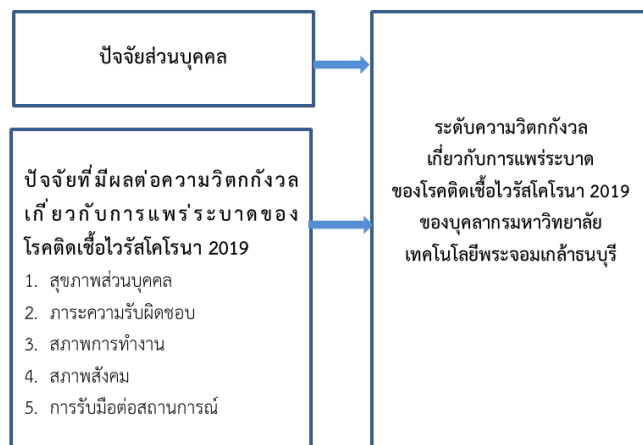 ปัจจัยส่วนบุคคล
ปัจจัยที่มีผลต่อความวิตกกังวล
เกี่ยวกับการแพร่ระบาดของ
โรคติดเชื้อไวรัสโคโรนา 2019
1. สุขภาพส่วนบุคคล
2. ภาระความรับผิดชอบ
3. สภาพการทำงาน
4. สภาพสังคม
5. การรับมือต่อสถานการณ์
ระดับความวิตกกังวล
เกี่ยวกับการแพร่ระบาด
ของโรคติดเชื้อไวรัสโคโรนา 2019
ของบุคลากรมหาวิทยาลัย
เทคโนโลยีพระจอมเกล้าธนบุรี